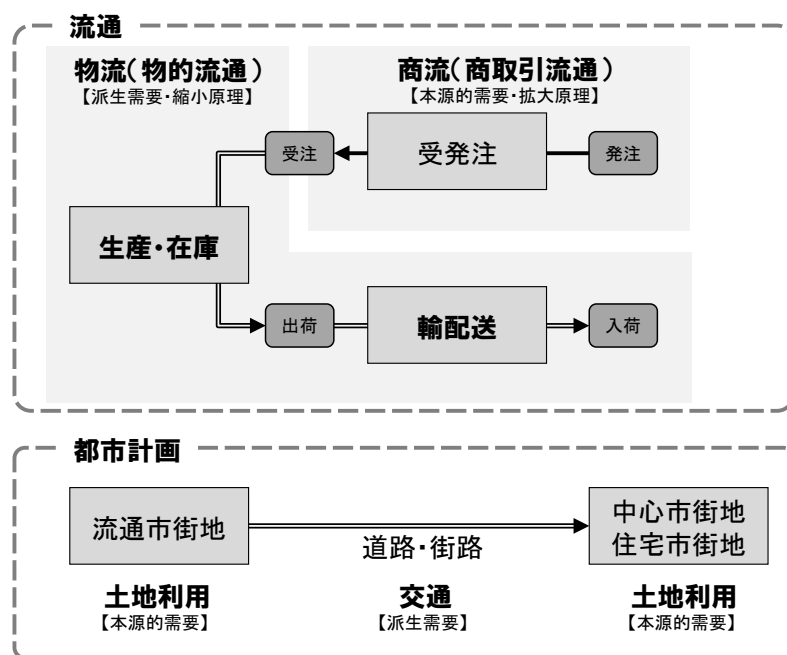 流通
物流(物的流通)
【派生需要・縮小原理】
商流(商取引流通)
【本源的需要・拡大原理】
受注
受発注
発注
生産・在庫
出荷
輸配送
入荷
都市計画
流通市街地
道路・街路
中心市街地
住宅市街地
土地利用
【本源的需要】
交通
【派生需要】
土地利用
【本源的需要】